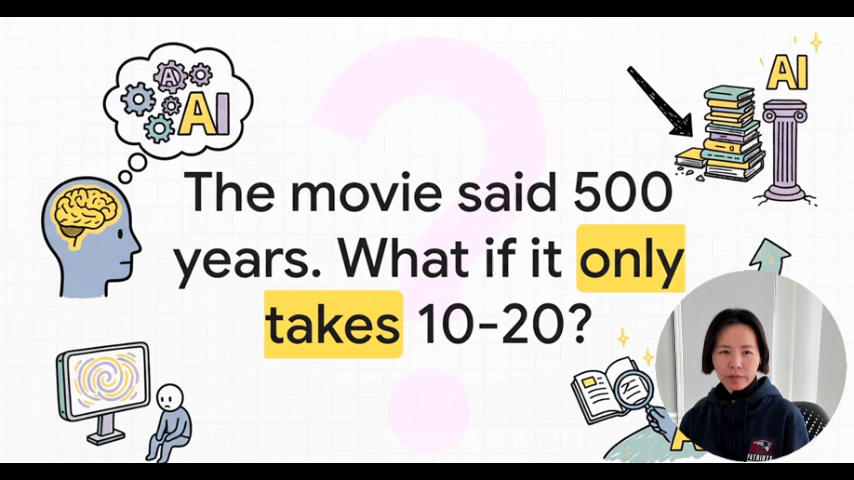 AI
AI
The movie said 500
years. What if it only
takes 10-20?
PATRIOTS